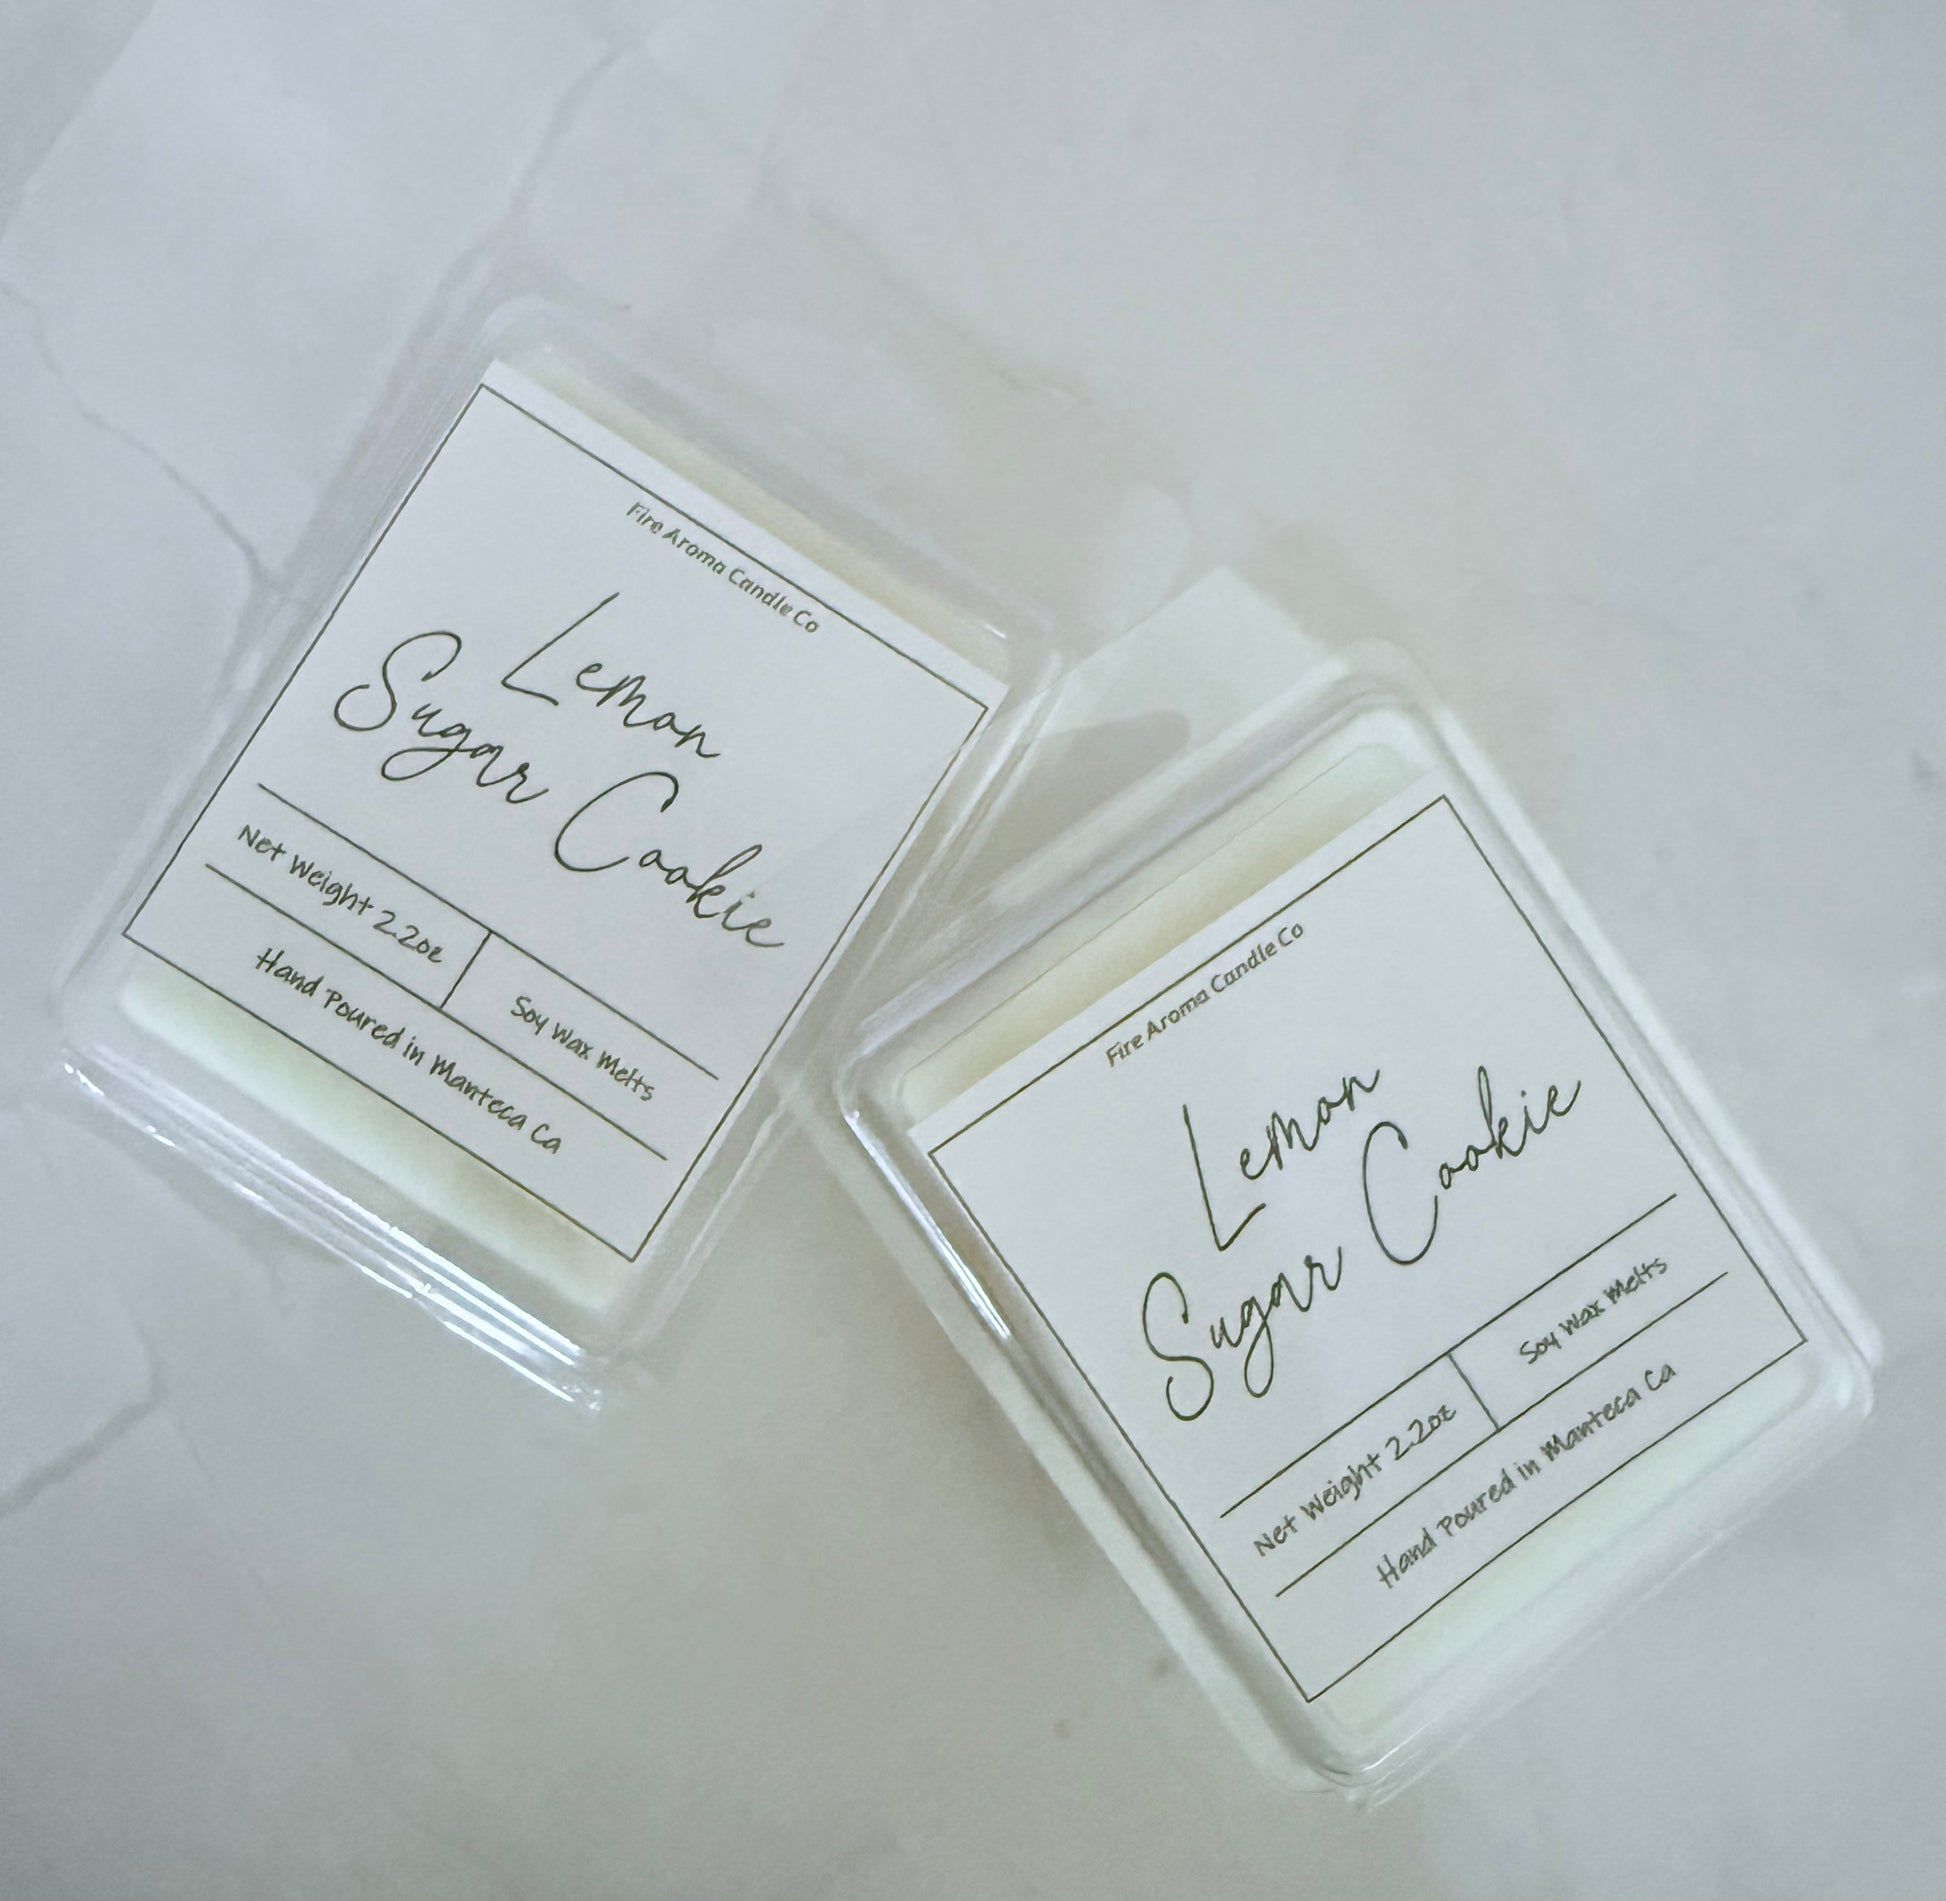 Fire Aroma Candle Co
Lemon
Sugar Cookie
Net Weight 2.2oz
Soy Wax Melts
Hand Poured in Manteca Ca
Fire Aroma Candle Co
Lemon
Sugar Cookie
Net Weight 2.2oz
Soy Wax Melts
Hand Poured in Manteca Ca